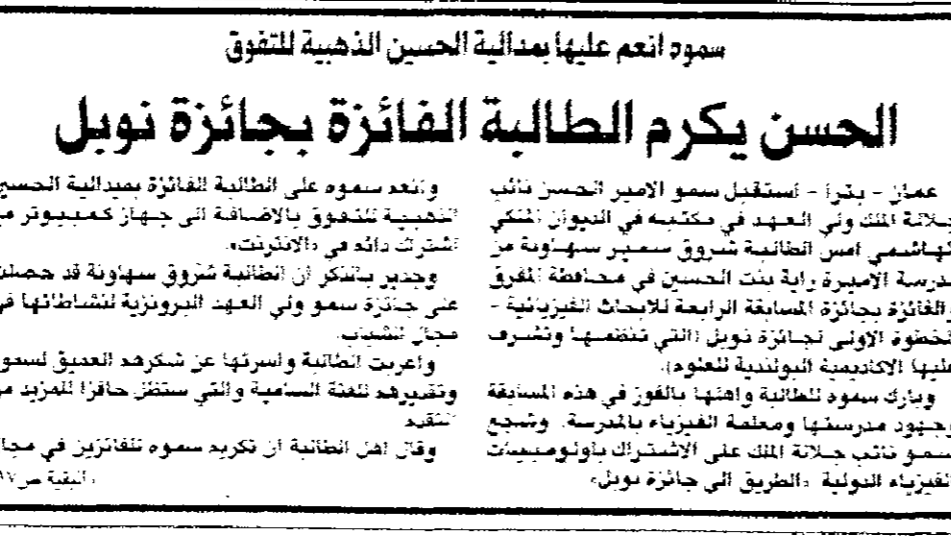 سموه انعم عليها بمدالية الحسين الذهبية للتفوق
الحسن يكرم الطالبة الفائزة بجائزة نوبل
عمان - بترا - استقبل سمو الامير الحسن نائب
جلالة الملك ولي العهد في مكتبه في الديوان الملكي
الهاشمي امس الطالبة شروق سمير سهاونة من
مدرسة الاميرة راية بنت الحسين في محافظة المفرق
والفائزة بجائزة المسابقة الرابعة للابحاث الفيزيائية -
الخطوة الاولى لجائزة نوبل (التي تنظمها وتشرف
عليها الاكاديمية البولندية للعلوم).
وبارك سموه للطالبة واهلها بالفوز في هذه المسابقة
وجهود مدرستها ومعلمة الفيزياء بالمدرسة. وشجع
سمو نائب جلالة الملك على الاشتراك باولومبيات
الفيزياء الدولية «الطريق الى جائزة نوبل»
وانعم سموه على الطالبة الفائزة بميدالية الحسين
الذهبية للتفوق بالاضافة الى جهاز كمبيوتر مع
اشتراك دائم في «الانترنت».
وجدير بالذكر ان الطالبة شروق سهاونة قد حصلت
على جائزة سمو ولي العهد البرونزية لنشاطاتها في
مجال الشباب.
واعربت الطالبة واسرتها عن شكرهم العميق لسموه
وتقديرهم للفتة السامية والتي ستظل حافزا للمزيد من
التقدم
وقال اهل الطالبة ان تكريم سموه للفائزين في مجال
«البقية ص١٧